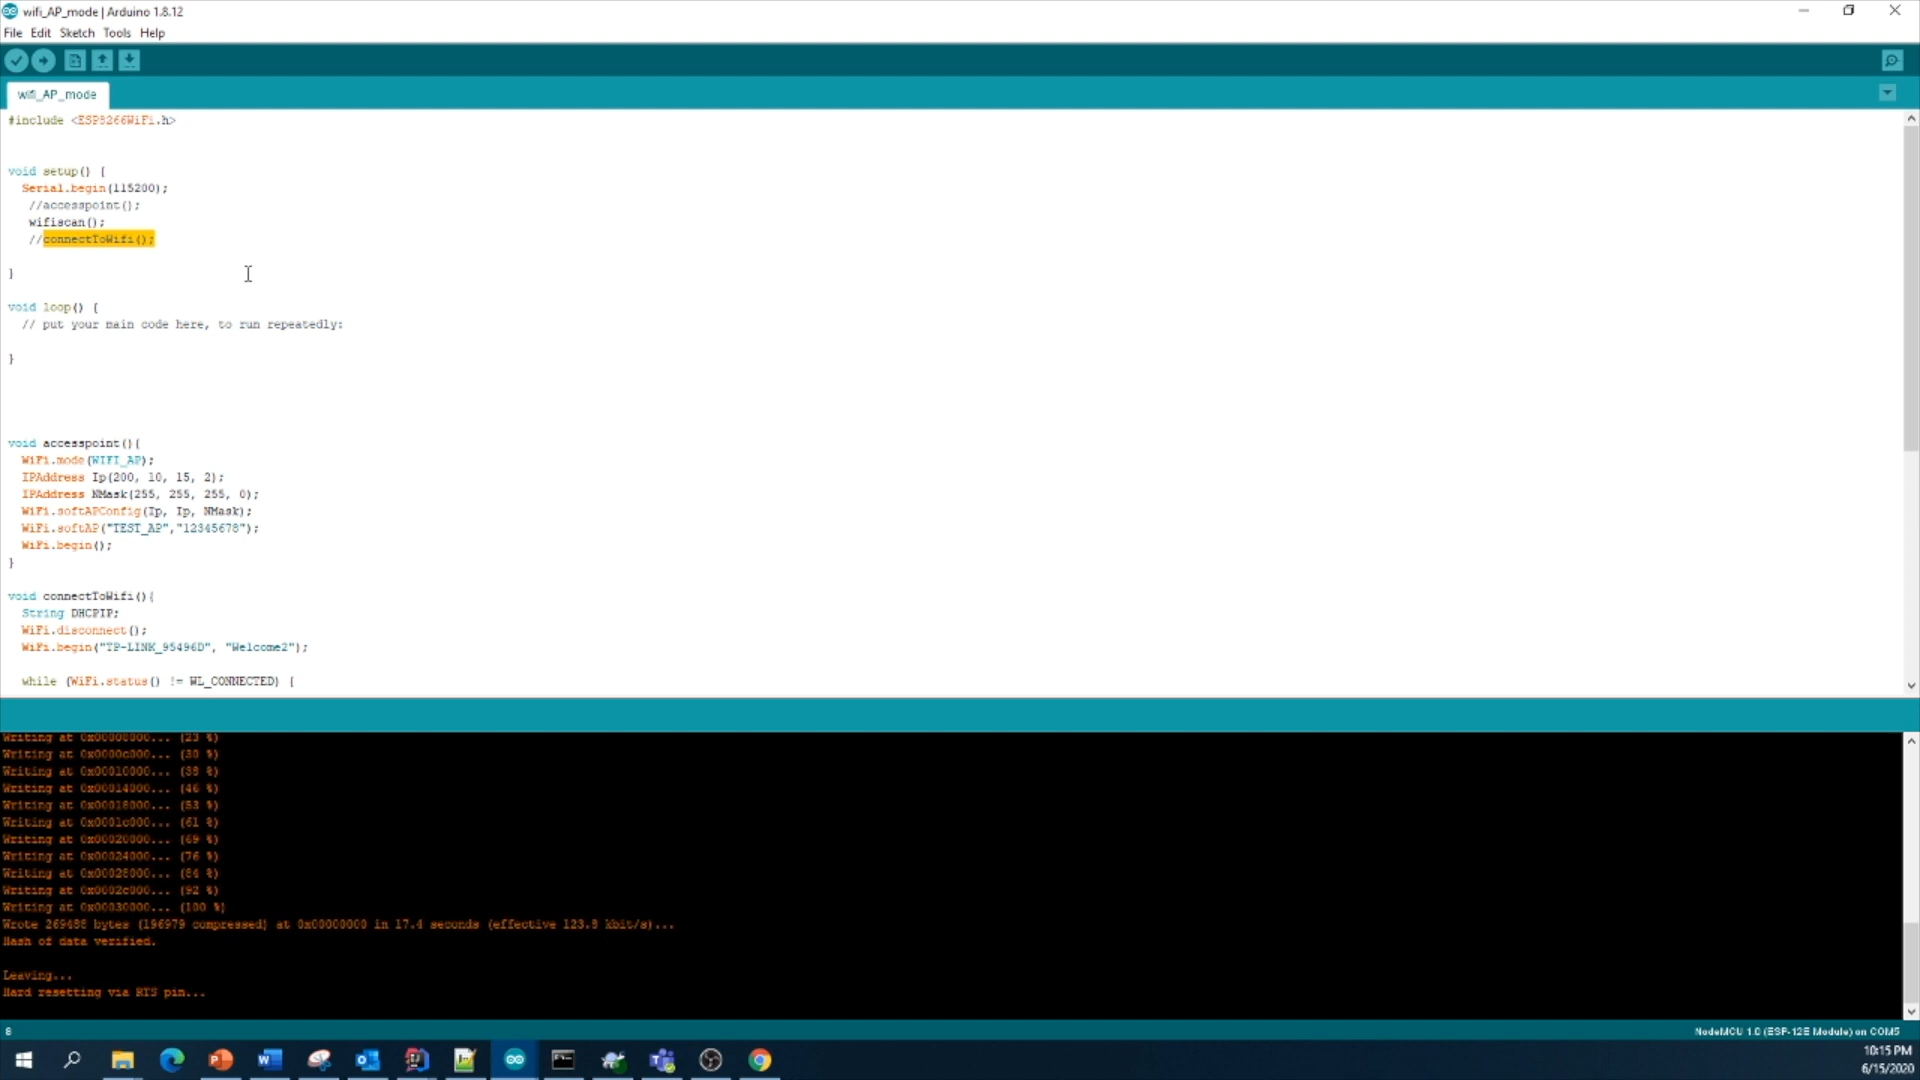 wifi_AP_mode | Arduino 1.8.12
File Edit Sketch Tools Help
wifi_AP_mode
#include <ESP8266WiFi.h>
void setup() {
Serial.begin(115200);
//accesspoint();
wifiscan();
//connectToWifi();
}
void loop() {
// put your main code here, to run repeatedly:
}
void accesspoint(){
WiFi.mode(WIFI_AP);
IPAddress Ip(200, 10, 15, 2);
IPAddress NMask(255, 255, 255, 0);
WiFi.softAPConfig(Ip, Ip, NMask);
WiFi.softAP("TEST_AP","12345678");
WiFi.begin();
}
void connectToWifi(){
String DHCPIP;
WiFi.disconnect();
WiFi.begin("TP-LINK_95496D", "Welcome2");
while (WiFi.status() != WL_CONNECTED) {
Writing at 0x00008000... (23 %)
Writing at 0x0000c000... (30 %)
Writing at 0x00010000... (38 %)
Writing at 0x00014000... (46 %)
Writing at 0x00018000... (53 %)
Writing at 0x0001c000... (61 %)
Writing at 0x00020000... (69 %)
Writing at 0x00024000... (76 %)
Writing at 0x00028000... (84 %)
Writing at 0x0002c000... (92 %)
Writing at 0x00030000... (100 %)
Wrote 269488 bytes (196979 compressed) at 0x00000000 in 17.4 seconds (effective 123.8 kbit/s)...
Hash of data verified.
Leaving...
Hard resetting via RTS pin...
8
NodeMCU 1.0 (ESP-12E Module) on COM5
10:15 PM
6/15/2020